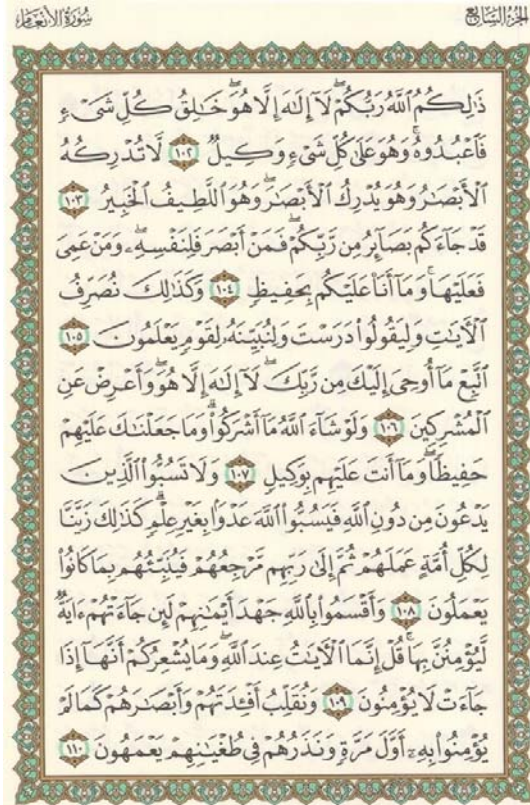 الجزء السابع
سورة الأنعام
ذَٰلِكُمُ ٱللَّهُ رَبُّكُمْ ۖ لَآ إِلَٰهَ إِلَّا هُوَ ۖ خَٰلِقُ كُلِّ شَىْءٍ
فَٱعْبُدُوهُ ۚ وَهُوَ عَلَىٰ كُلِّ شَىْءٍ وَكِيلٌ ١٠٢ لَّا تُدْرِكُهُ
ٱلْأَبْصَٰرُ وَهُوَ يُدْرِكُ ٱلْأَبْصَٰرَ ۖ وَهُوَ ٱللَّطِيفُ ٱلْخَبِيرُ ١٠٣
قَدْ جَآءَكُم بَصَآئِرُ مِن رَّبِّكُمْ ۖ فَمَنْ أَبْصَرَ فَلِنَفْسِهِۦ ۖ وَمَنْ عَمِىَ
فَعَلَيْهَا ۚ وَمَآ أَنَا۠ عَلَيْكُم بِحَفِيظٍ ١٠٤ وَكَذَٰلِكَ نُصَرِّفُ
ٱلْءَايَٰتِ وَلِيَقُولُوا۟ دَرَسْتَ وَلِنُبَيِّنَهُۥ لِقَوْمٍ يَعْلَمُونَ ١٠٥
ٱتَّبِعْ مَآ أُوحِىَ إِلَيْكَ مِن رَّبِّكَ ۖ لَآ إِلَٰهَ إِلَّا هُوَ ۖ وَأَعْرِضْ عَنِ
ٱلْمُشْرِكِينَ ١٠٦ وَلَوْ شَآءَ ٱللَّهُ مَآ أَشْرَكُوا۟ ۗ وَمَا جَعَلْنَٰكَ عَلَيْهِمْ
حَفِيظًا ۖ وَمَآ أَنتَ عَلَيْهِم بِوَكِيلٍ ١٠٧ وَلَا تَسُبُّوا۟ ٱلَّذِينَ
يَدْعُونَ مِن دُونِ ٱللَّهِ فَيَسُبُّوا۟ ٱللَّهَ عَدْوًۢا بِغَيْرِ عِلْمٍ ۗ كَذَٰلِكَ زَيَّنَّا
لِكُلِّ أُمَّةٍ عَمَلَهُمْ ثُمَّ إِلَىٰ رَبِّهِم مَّرْجِعُهُمْ فَيُنَبِّئُهُم بِمَا كَانُوا۟
يَعْمَلُونَ ١٠٨ وَأَقْسَمُوا۟ بِٱللَّهِ جَهْدَ أَيْمَٰنِهِمْ لَئِن جَآءَتْهُمْ ءَايَةٌ
لَّيُؤْمِنُنَّ بِهَا ۚ قُلْ إِنَّمَا ٱلْءَايَٰتُ عِندَ ٱللَّهِ ۖ وَمَا يُشْعِرُكُمْ أَنَّهَآ إِذَا
جَآءَتْ لَا يُؤْمِنُونَ ١٠٩ وَنُقَلِّبُ أَفْـِٔدَتَهُمْ وَأَبْصَٰرَهُمْ كَمَا لَمْ
يُؤْمِنُوا۟ بِهِۦٓ أَوَّلَ مَرَّةٍ وَنَذَرُهُمْ فِى طُغْيَٰنِهِمْ يَعْمَهُونَ ١١٠